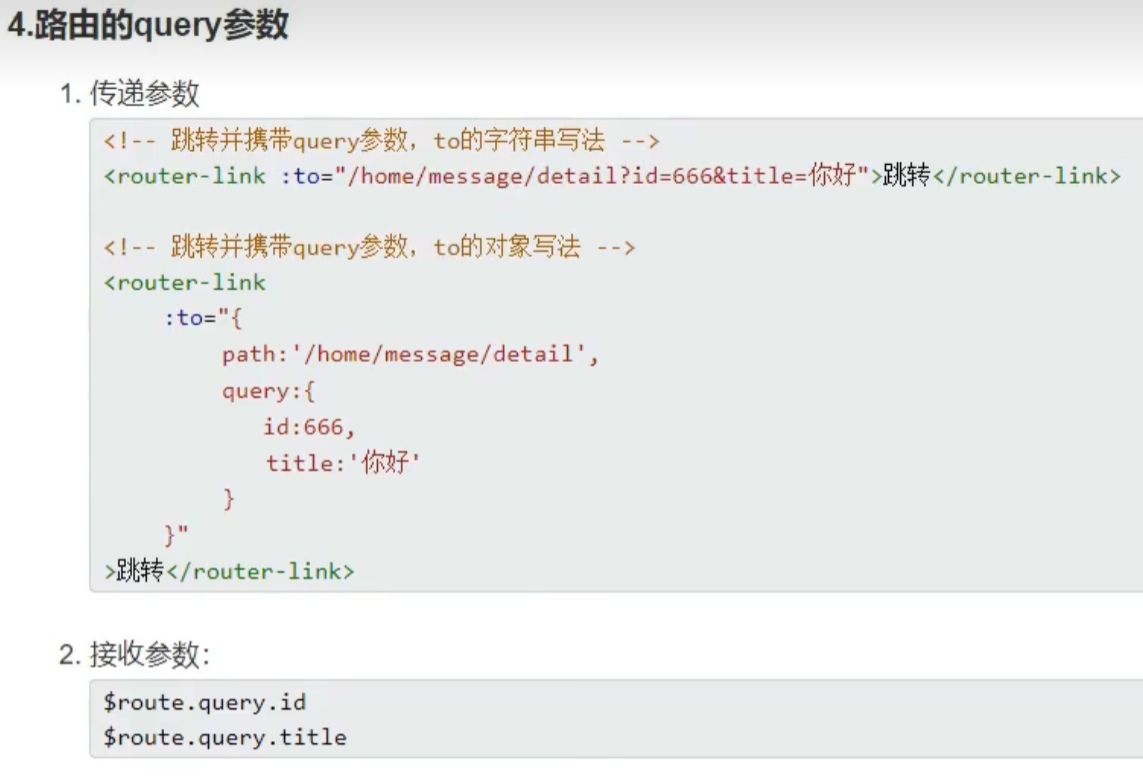 4.路由的query参数
1. 传递参数
<!-- 跳转并携带query参数，to的字符串写法 -->
<router-link :to="/home/message/detail?id=666&title=你好">跳转</router-link>
<!-- 跳转并携带query参数，to的对象写法 -->
<router-link
:to="{
path:'/home/message/detail',
query:{
id:666,
title:'你好'
}
}"
>跳转</router-link>
2. 接收参数：
$route.query.id
$route.query.title